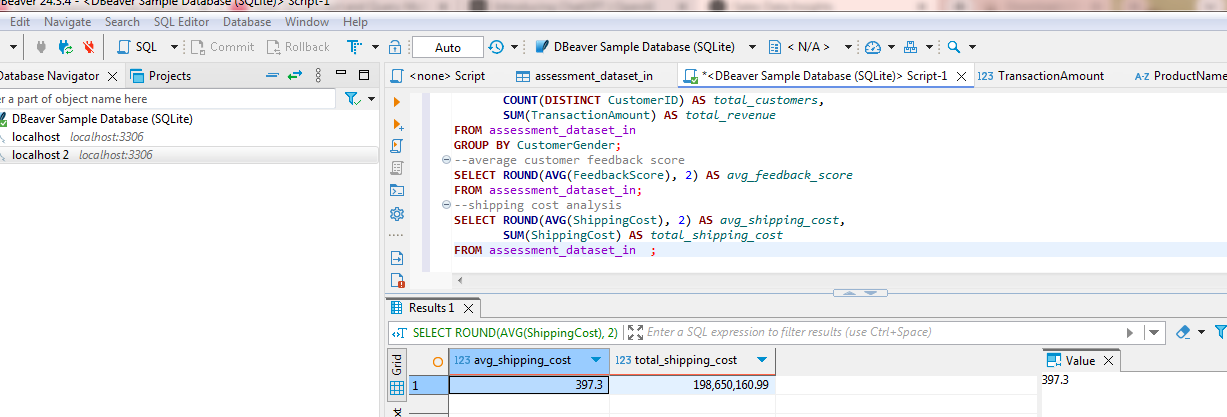 Beaver 24.3.4 - <DBeaver Sample Database (SQLite)> Script-1
Edit Navigate Search SQL Editor Database Window Help
SQL Commit Rollback Auto DBeaver Sample Database (SQLite) < N/A >
Database Navigator Projects
<none> Script assessment_dataset_in *<DBeaver Sample Database (SQLite)> Script-1 123 TransactionAmount A-Z ProductName
er a part of object name here
DBeaver Sample Database (SQLite)
localhost localhost:3306
localhost 2 localhost:3306
COUNT(DISTINCT CustomerID) AS total_customers,
SUM(TransactionAmount) AS total_revenue
FROM assessment_dataset_in
GROUP BY CustomerGender;
--average customer feedback score
SELECT ROUND(AVG(FeedbackScore), 2) AS avg_feedback_score
FROM assessment_dataset_in;
--shipping cost analysis
SELECT ROUND(AVG(ShippingCost), 2) AS avg_shipping_cost,
SUM(ShippingCost) AS total_shipping_cost
FROM assessment_dataset_in ;
Results 1
SELECT ROUND(AVG(ShippingCost), 2) Enter a SQL expression to filter results (use Ctrl+Space)
Grid
123 avg_shipping_cost 123 total_shipping_cost
Value
1 397.3 198,650,160.99
397.3